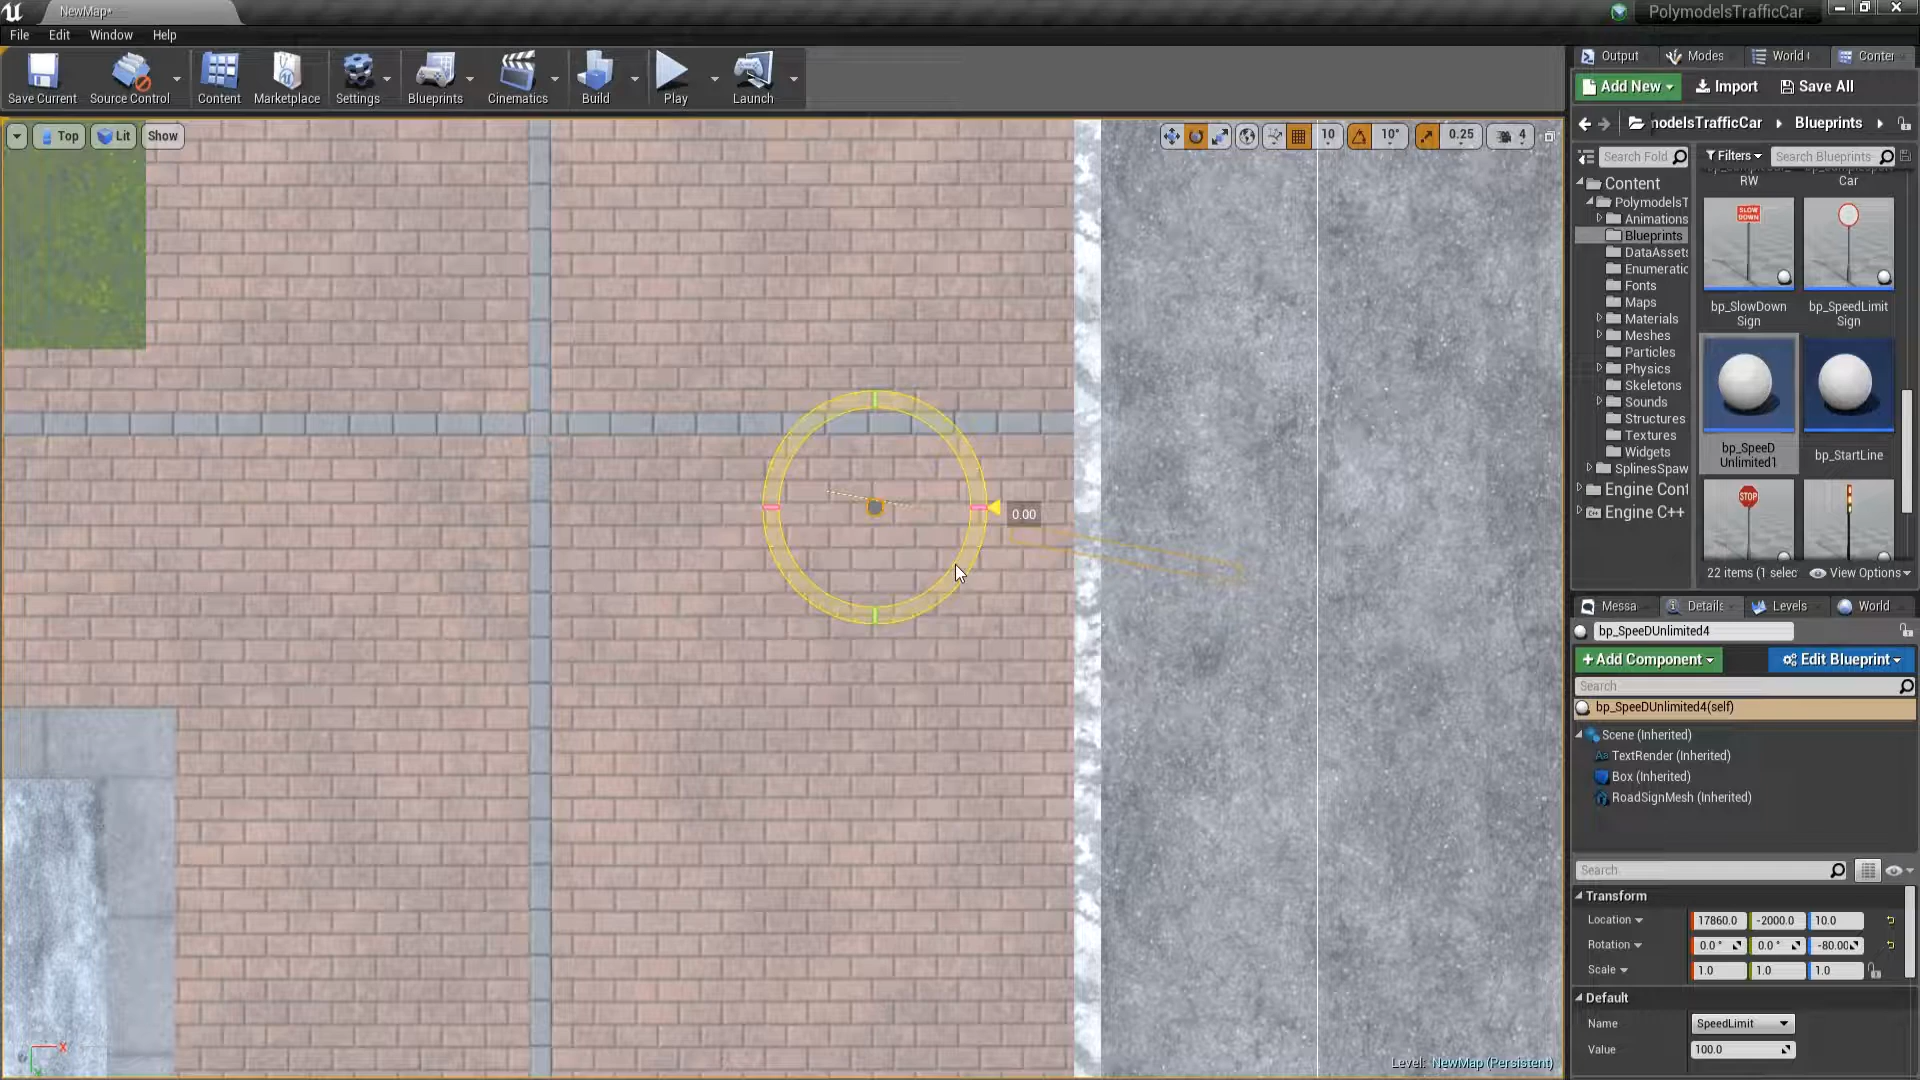 NewMap*
PolymodelsTrafficCar
File Edit Window Help
Save Current
Source Control
Content
Marketplace
Settings
Blueprints
Cinematics
Build
Play
Launch
Output
Modes
World
Conter
Add New
Import
Save All
nodelsTrafficCar
Blueprints
Top
Lit
Show
10
10°
0.25
4
Search Fold
Filters
Search Blueprints
Content
PolymodelsT
Animations
Blueprints
DataAssets
Enumeratic
Fonts
Maps
Materials
Meshes
Particles
Physics
Skeletons
Sounds
Structures
Textures
Widgets
SplinesSpaw
Engine Cont
Engine C++
RW
Car
SLOW
DOWN
bp_SlowDown
Sign
bp_SpeedLimit
Sign
bp_SpeeD
Unlimited1
bp_StartLine
STOP
22 items (1 selec
View Options
0.00
Messa
Details
Levels
World
bp_SpeeDUnlimited4
Add Component
Edit Blueprint
Search
bp_SpeeDUnlimited4(self)
Scene (Inherited)
TextRender (Inherited)
Box (Inherited)
RoadSignMesh (Inherited)
Search
Transform
Location 17860.0 -2000.0 10.0
Rotation 0.0° 0.0° -80.00
Scale 1.0 1.0 1.0
Default
Name SpeedLimit
Value 100.0
X
Level: NewMap (Persistent)